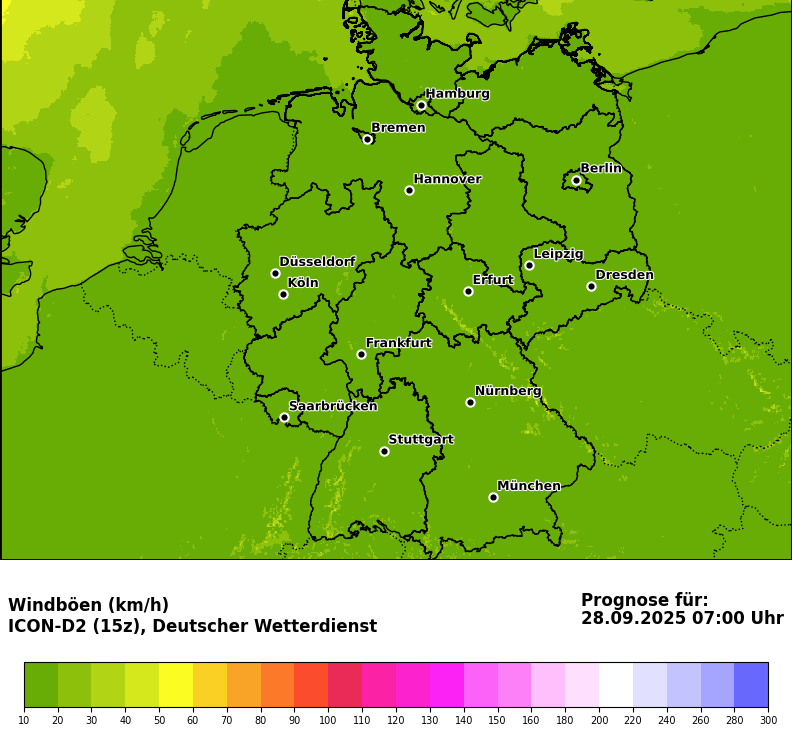 Hamburg
Bremen
Berlin
Hannover
Leipzig
Düsseldorf
Dresden
Köln
Erfurt
Frankfurt
Nürnberg
Saarbrücken
Stuttgart
München
Windböen (km/h)
ICON-D2 (15z), Deutscher Wetterdienst
Prognose für:
28.09.2025 07:00 Uhr
10 20 30 40 50 60 70 80 90 100 110 120 130 140 150 160 180 200 220 240 260 280 300